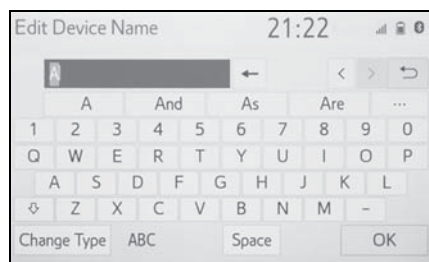 Edit Device Name 21:22 0
A
A And As Are ...
1 2 3 4 5 6 7 8 9 0
Q W E R T Y U I O P
A S D F G H J K L
Z X C V B N M -
Change Type ABC Space OK